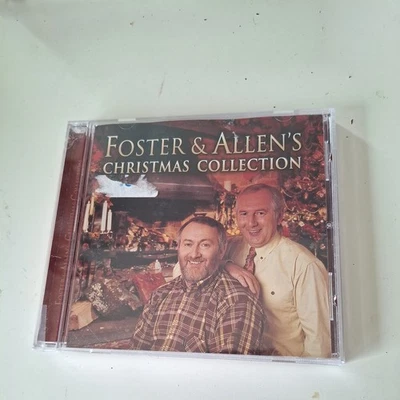 FOSTER & ALLEN'S
CHRISTMAS COLLECTION